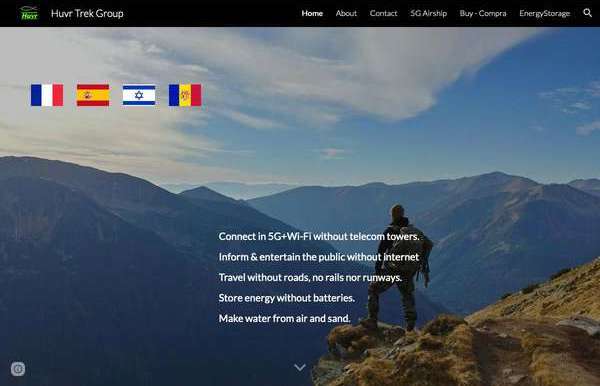 Huvr
Huvr Trek Group
Home
About
Contact
5G Airship
Buy - Compra
EnergyStorage
Connect in 5G+Wi-Fi without telecom towers.
Inform & entertain the public without internet
Travel without roads, no rails nor runways.
Store energy without batteries.
Make water from air and sand.